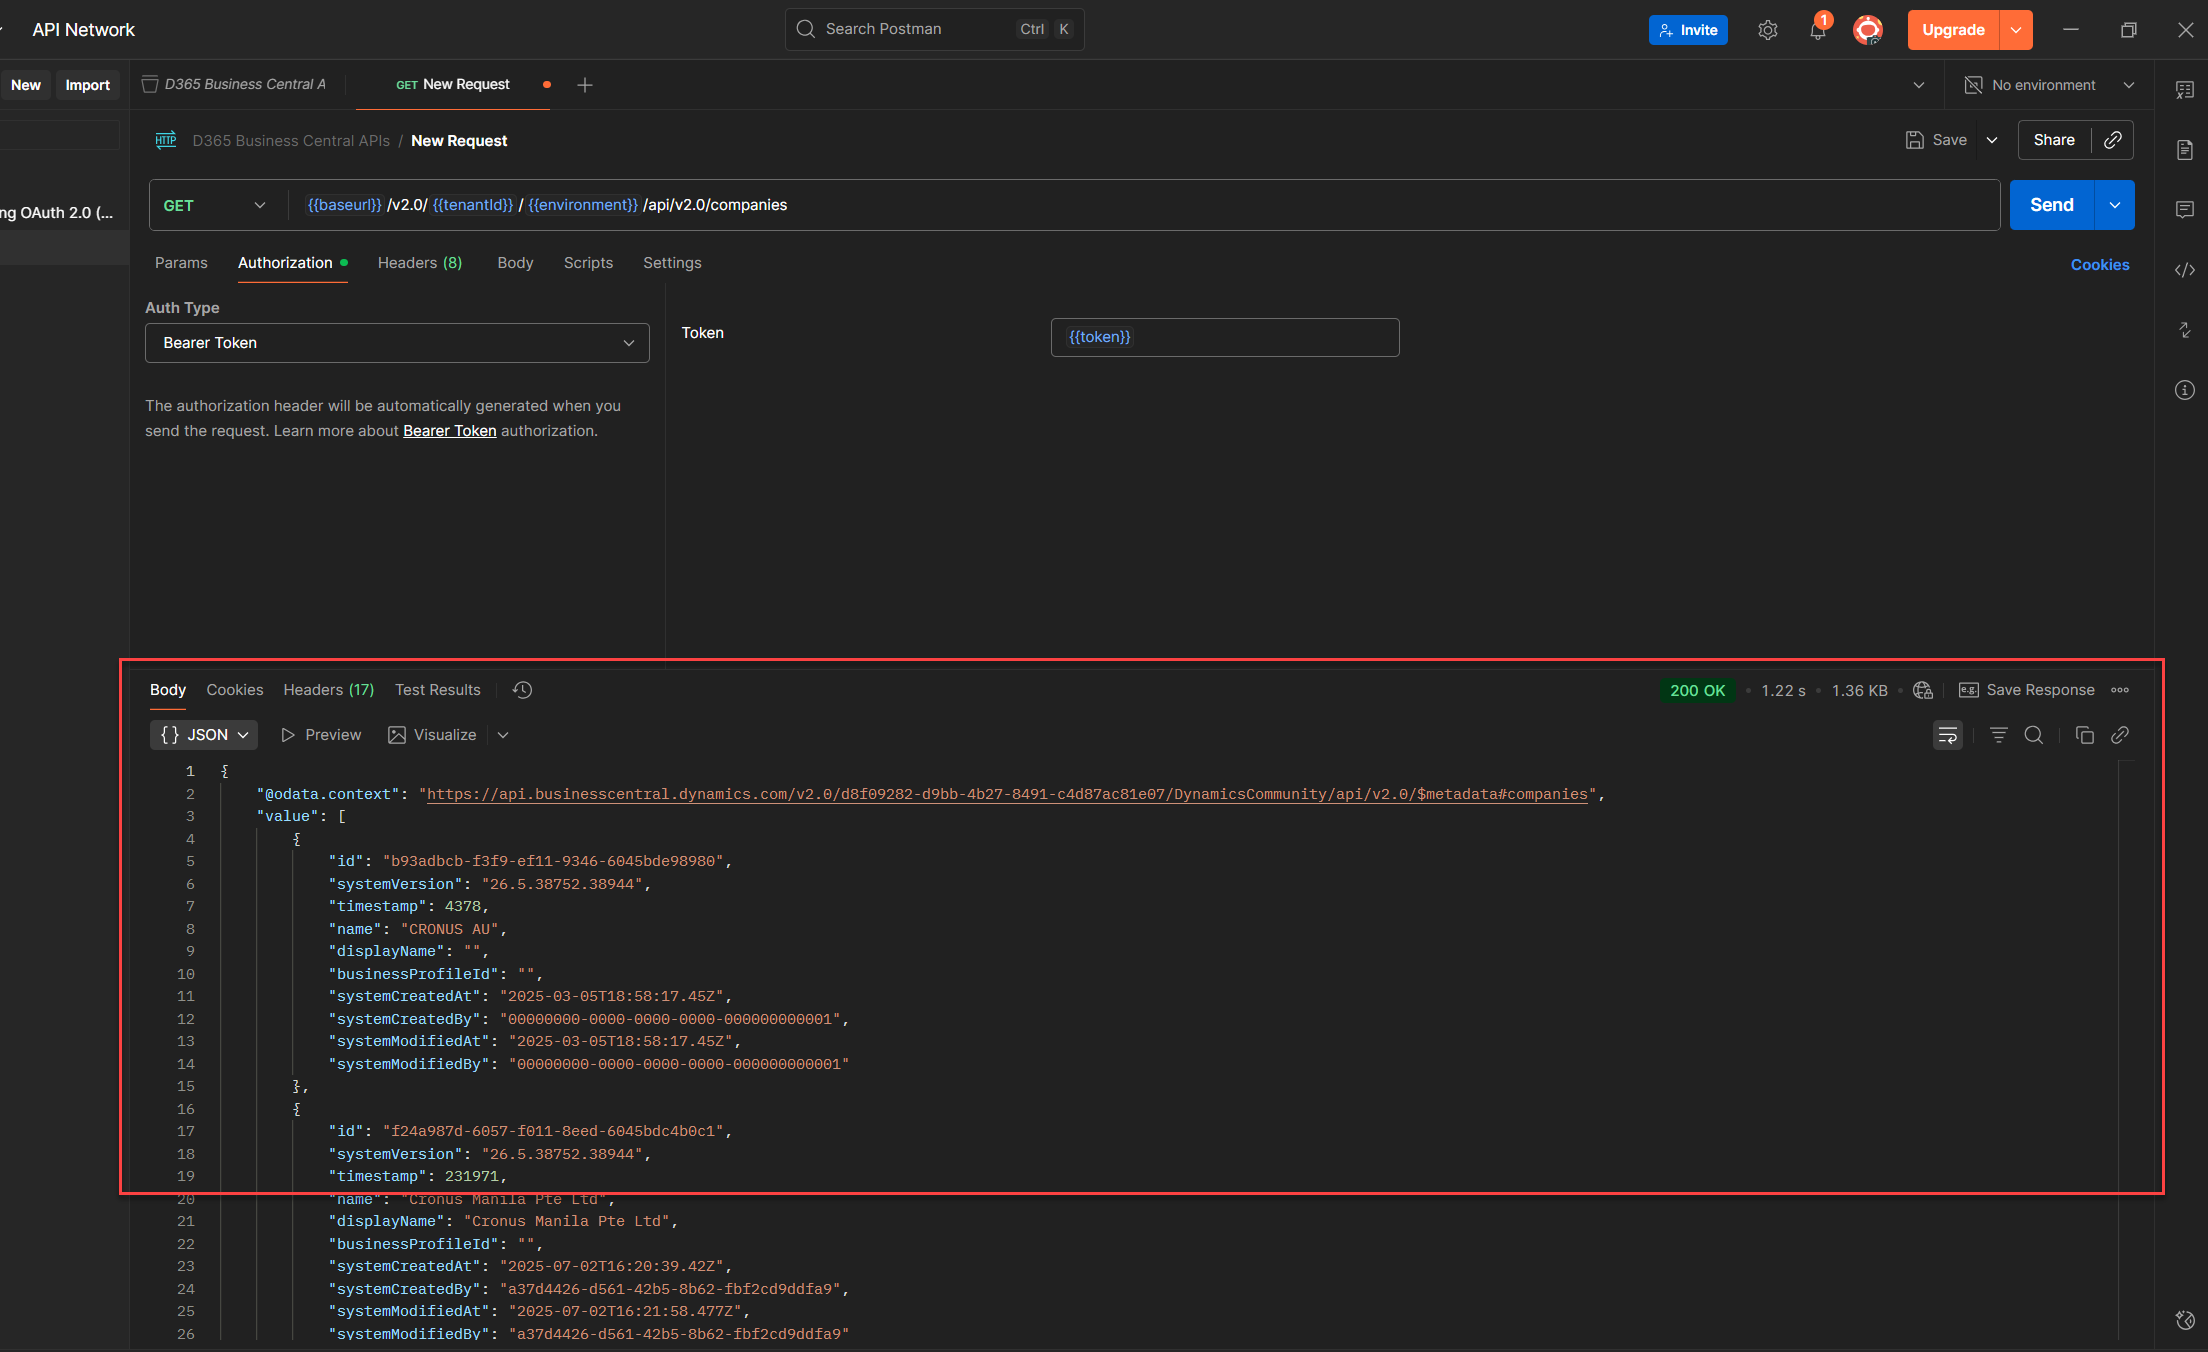 API Network
Search Postman Ctrl K
Invite
1
Upgrade
New Import
D365 Business Central A
GET New Request
No environment
HTTP D365 Business Central APIs / New Request
Save
Share
ng OAuth 2.0 (...
GET {{baseurl}} /v2.0/ {{tenantId}} / {{environment}} /api/v2.0/companies
Send
Params Authorization Headers (8) Body Scripts Settings
Cookies
Auth Type
Bearer Token
Token
{{token}}
The authorization header will be automatically generated when you
send the request. Learn more about Bearer Token authorization.
Body Cookies Headers (17) Test Results
200 OK • 1.22 s • 1.36 KB • e.g. Save Response
{} JSON Preview Visualize
1 {
2 "@odata.context": "https://api.businesscentral.dynamics.com/v2.0/d8f09282-d9bb-4b27-8491-c4d87ac81e07/DynamicsCommunity/api/v2.0/$metadata#companies",
3 "value": [
4 {
5 "id": "b93adbcb-f3f9-ef11-9346-6045bde98980",
6 "systemVersion": "26.5.38752.38944",
7 "timestamp": 4378,
8 "name": "CRONUS AU",
9 "displayName": "",
10 "businessProfileId": "",
11 "systemCreatedAt": "2025-03-05T18:58:17.45Z",
12 "systemCreatedBy": "00000000-0000-0000-0000-000000000001",
13 "systemModifiedAt": "2025-03-05T18:58:17.45Z",
14 "systemModifiedBy": "00000000-0000-0000-0000-000000000001"
15 },
16 {
17 "id": "f24a987d-6057-f011-8eed-6045bdc4b0c1",
18 "systemVersion": "26.5.38752.38944",
19 "timestamp": 231971,
20 "name": "Cronus Manila Pte Ltd",
21 "displayName": "Cronus Manila Pte Ltd",
22 "businessProfileId": "",
23 "systemCreatedAt": "2025-07-02T16:20:39.42Z",
24 "systemCreatedBy": "a37d4426-d561-42b5-8b62-fbf2cd9ddfa9",
25 "systemModifiedAt": "2025-07-02T16:21:58.477Z",
26 "systemModifiedBy": "a37d4426-d561-42b5-8b62-fbf2cd9ddfa9"